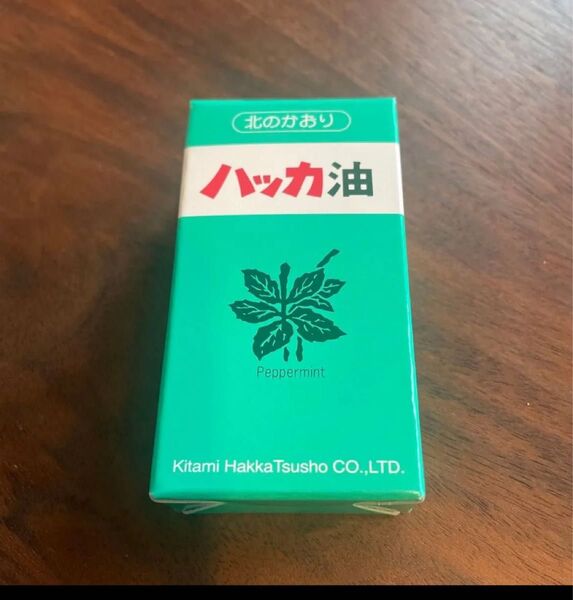 北のかおり
ハッカ油
Peppermint
Kitami HakkaTsusho CO.,LTD.